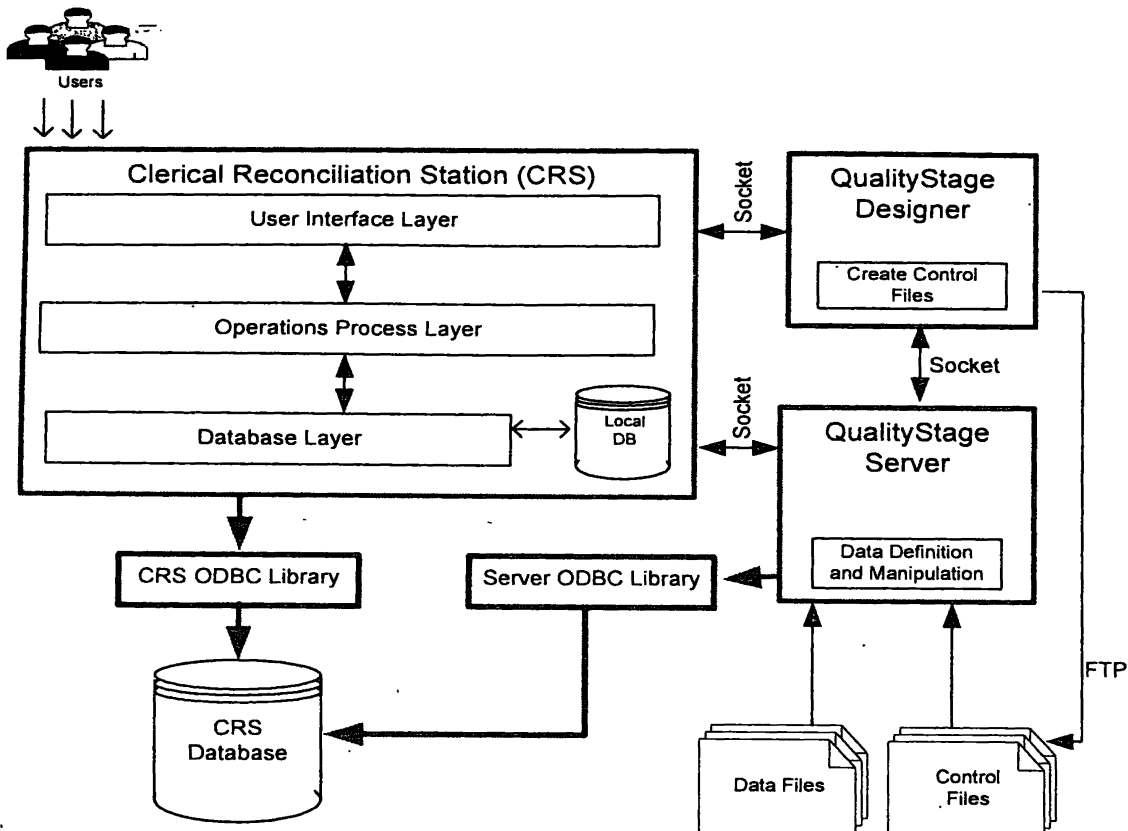 Users
Clerical Reconciliation Station (CRS)
User Interface Layer
Operations Process Layer
Database Layer
Local
DB
Socket
Socket
QualityStage
Designer
Create Control
Files
Socket
QualityStage
Server
Data Definition
and Manipulation
CRS ODBC Library
Server ODBC Library
CRS
Database
FTP
Data Files
Control
Files